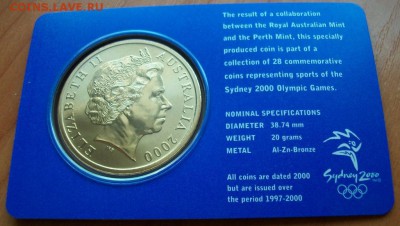 COINS.ЛАВЕ.RU
The result of a collaboration
between the Royal Australian Mint
and the Perth Mint, this specially
produced coin is part of a
collection of 28 commemorative
coins representing sports of the
Sydney 2000 Olympic Games.
ELIZABETH II AUSTRALIA 2000
NOMINAL SPECIFICATIONS
DIAMETER 38.74 mm
WEIGHT 20 grams
METAL Al-Zn-Bronze
All coins are dated 2000
but are issued over
the period 1997-2000
Sydney 2000